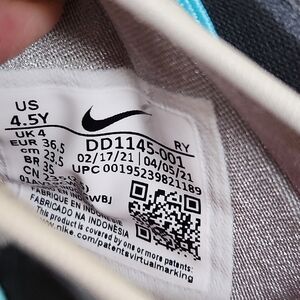 US
4.5Y
RY
UK 4
EUR 36,5
cm 23.5
BR 35
DD1145-001
02/17/21 | 04/05/21
UPC 00195239821189
FABRIQUE EN INDONESIE
FABRICADO NA INDONESIA
This product is covered by one or more patents:
www.nike.com/patentsvirtualmarking